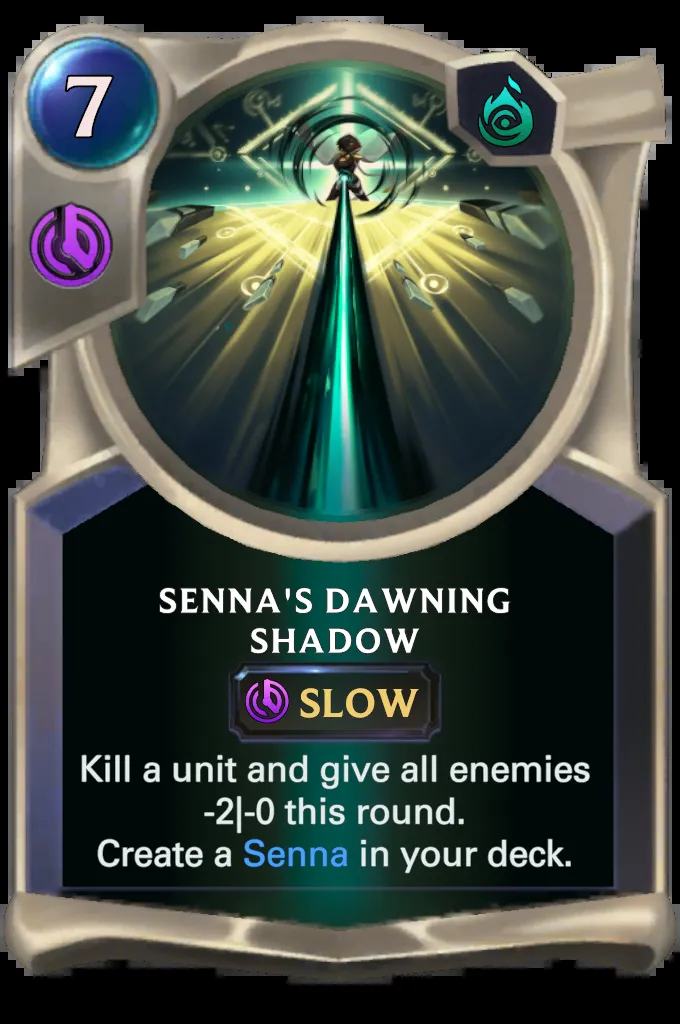 7
SENNA'S DAWNING
SHADOW
SLOW
Kill a unit and give all enemies
-2|-0 this round.
Create a Senna in your deck.